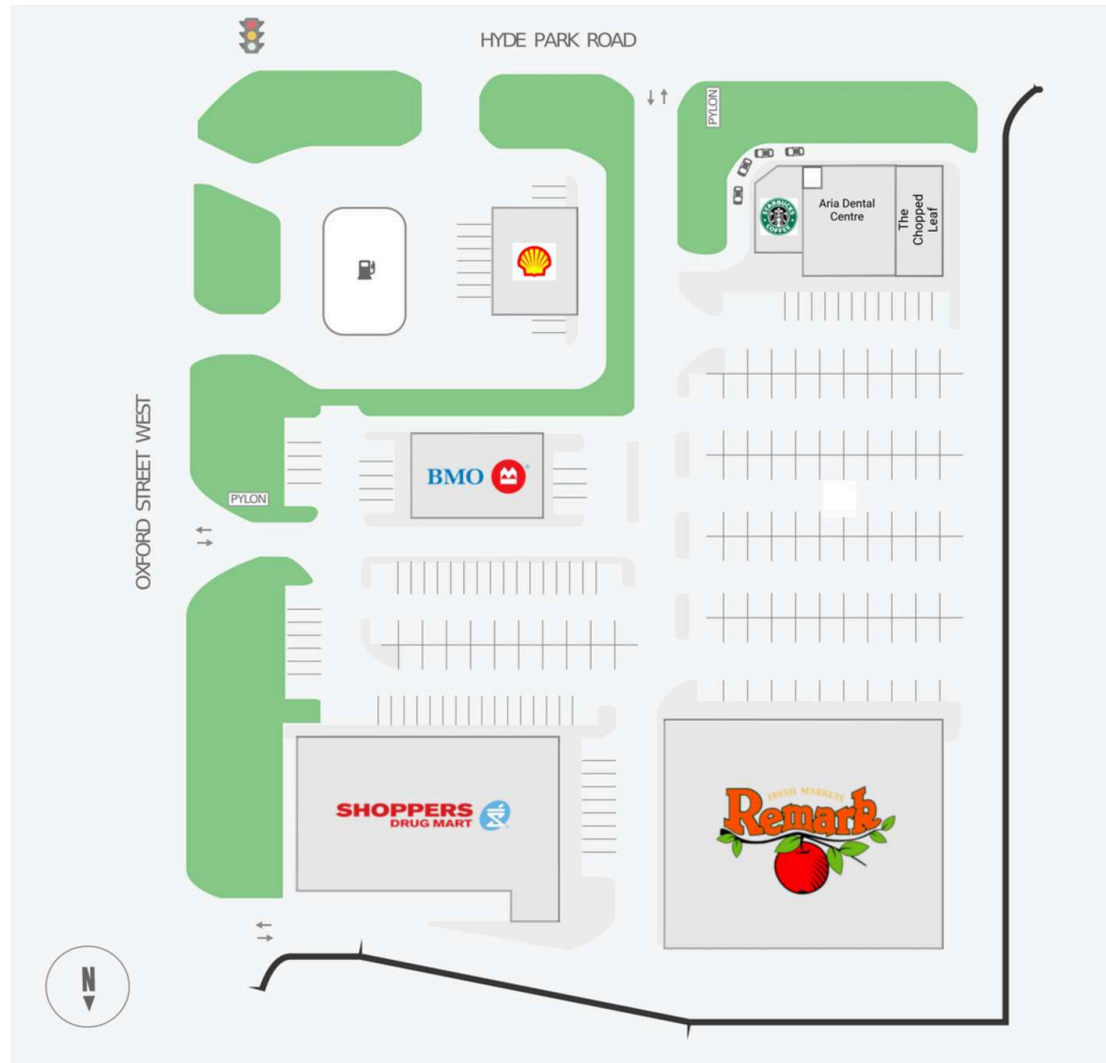 HYDE PARK ROAD
PYLON
STARBUCKS
COFFEE
Aria Dental
Centre
The
Chopped
Leaf
OXFORD STREET WEST
BMO
PYLON
SHOPPERS
DRUG MART
FRESH MARKETS
Remark
N